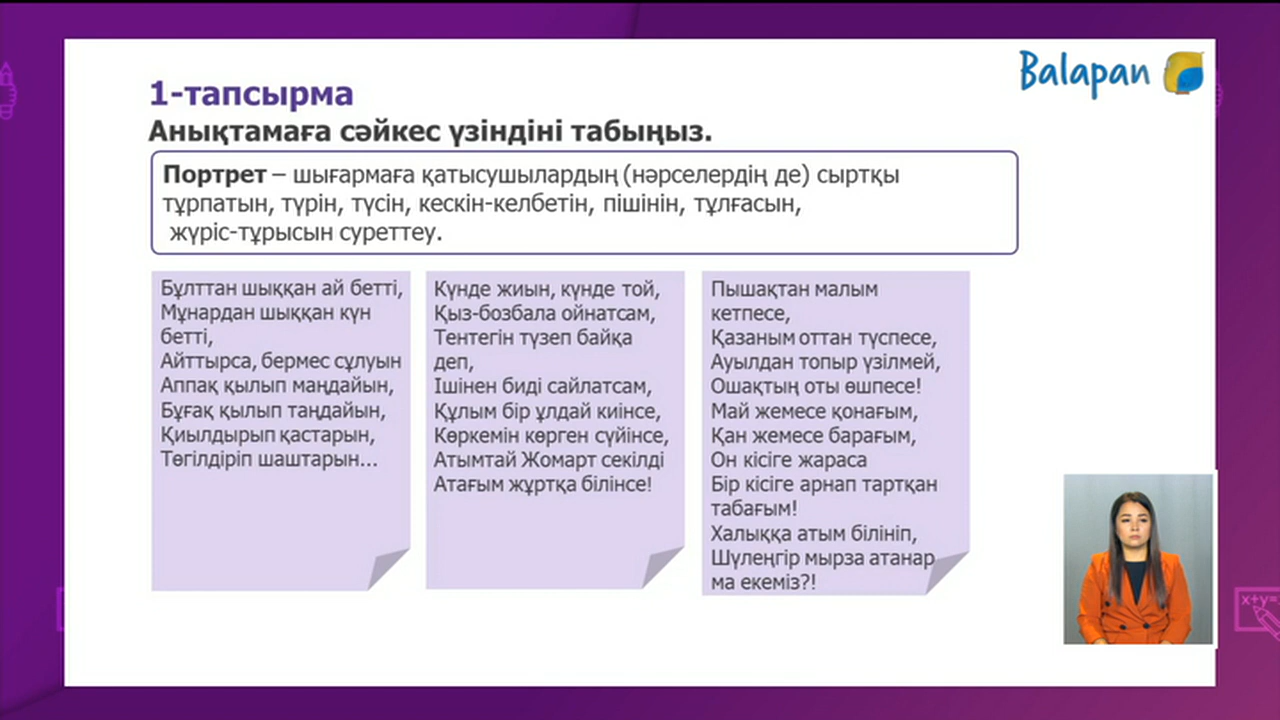 Balapan
1-тапсырма
Анықтамаға сәйкес үзіндіні табыңыз.
Портрет – шығармаға қатысушылардың (нәрселердің де) сыртқы
тұрпатын, түрін, түсін, кескін-келбетін, пішінін, тұлғасын,
жүріс-тұрысын суреттеу.
Бұлттан шыққан ай бетті,
Мұнардан шыққан күн
бетті,
Айттырса, бермес сұлуын
Аппақ қылып маңдайын,
Бұғақ қылып таңдайын,
Қиылдырып қастарын,
Төгілдіріп шаштарын...
Күнде жиын, күнде той,
Қыз-бозбала ойнатсам,
Тентегін түзеп байқа
деп,
Ішінен биді сайлатсам,
Құлым бір ұлдай киінсе,
Көркемін көрген сүйінсе,
Атымтай Жомарт секілді
Атағым жұртқа білінсе!
Пышақтан малым
кетпесе,
Қазаным оттан түспесе,
Ауылдан топыр үзілмей,
Ошақтың оты өшпесе!
Май жемесе қонағым,
Қан жемесе барағым,
Он кісіге жараса
Бір кісіге арнап тартқан
табағым!
Халыққа атым білініп,
Шүлеңгір мырза атанар
ма екеміз?!
x+y=